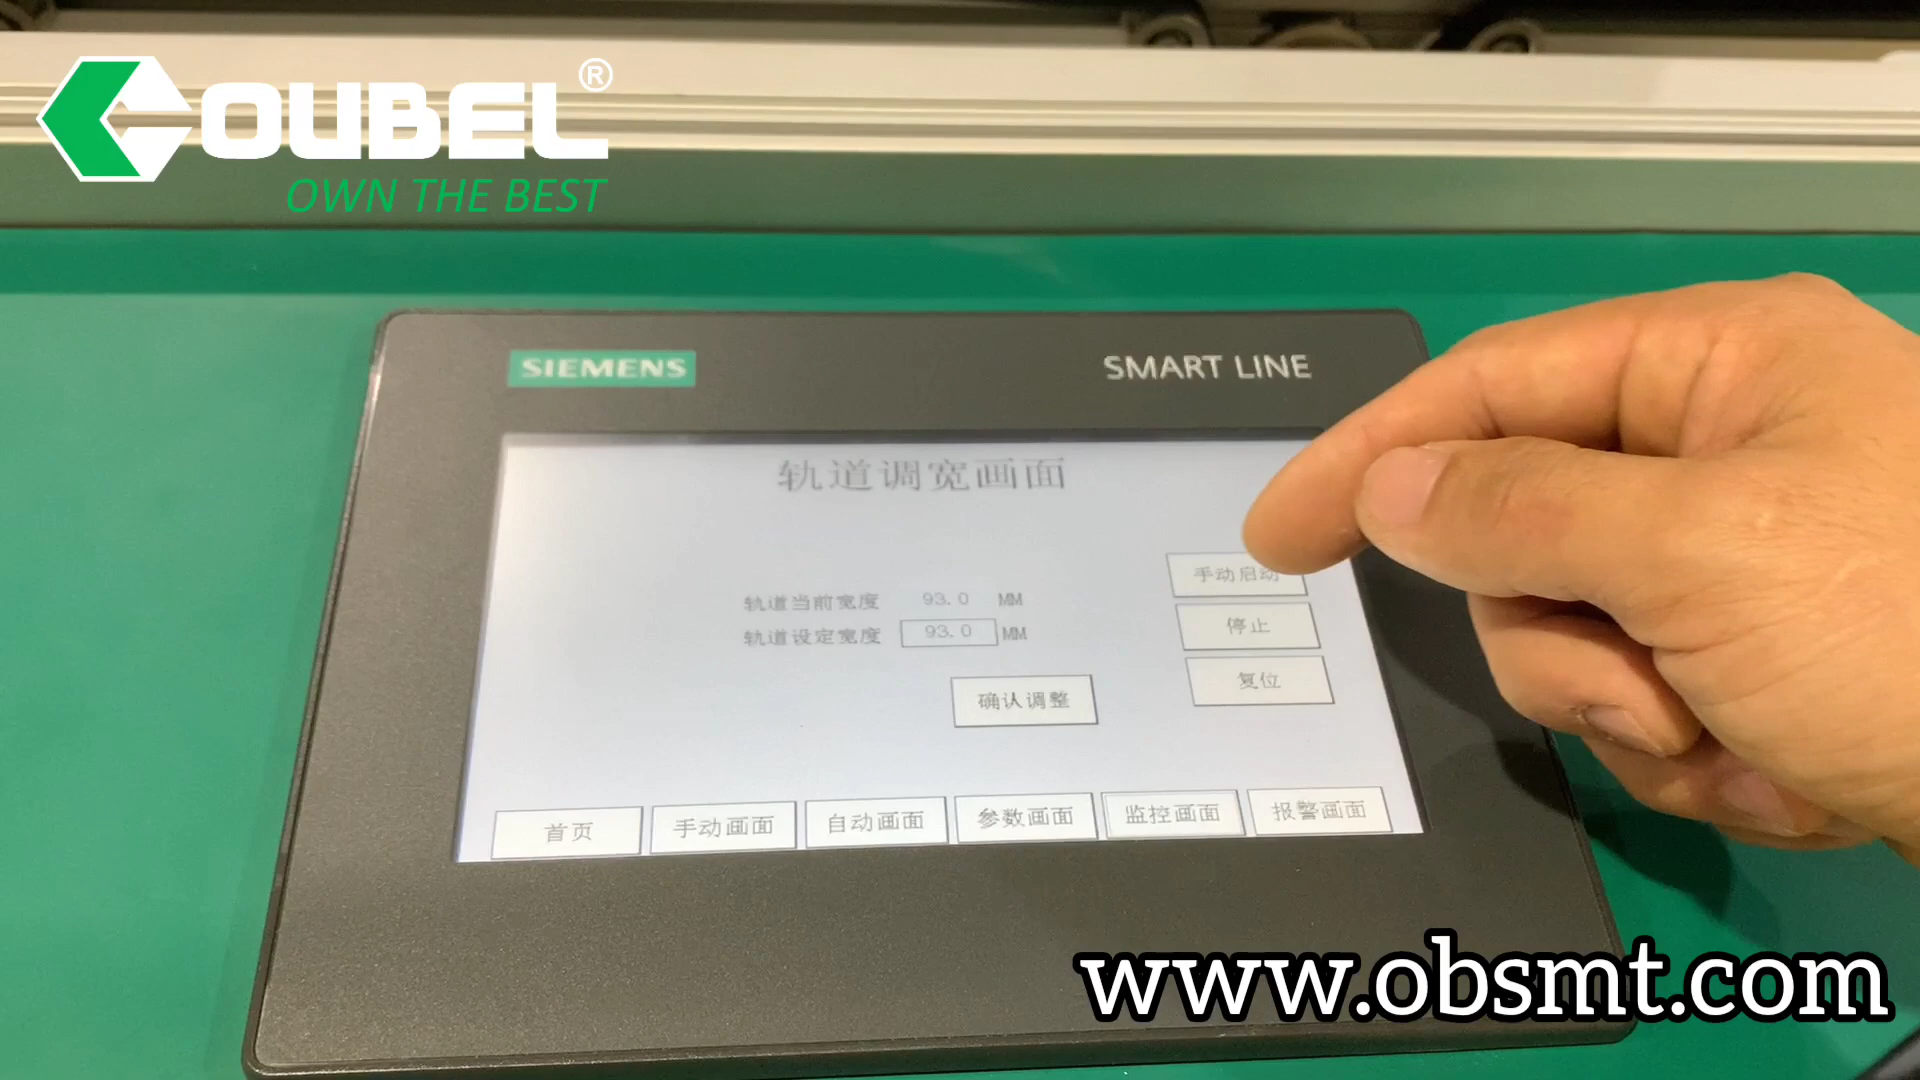 OUBEL®
OWN THE BEST
SIEMENS
SMART LINE
轨道调宽画面
手动启动
轨道当前宽度 93.0 MM
停止
轨道设定宽度 93.0 MM
复位
确认调整
首页 手动画面 自动画面 参数画面 监控画面 报警画面
www.obsmt.com